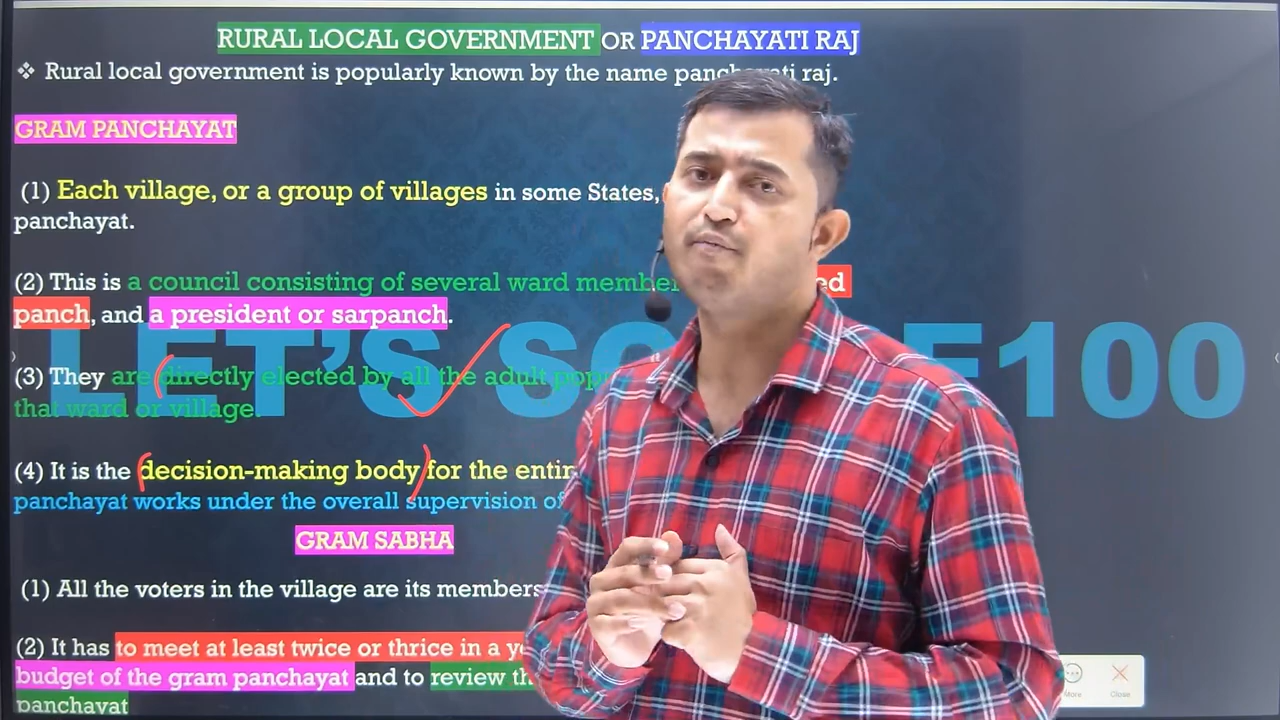 RURAL LOCAL GOVERNMENT OR PANCHAYATI RAJ
❖ Rural local government is popularly known by the name panchayati raj.
GRAM PANCHAYAT
(1) Each village, or a group of villages in some States,
panchayat.
(2) This is a council consisting of several ward member
panch, and a president or sarpanch.
LET'S
100
(3) They are directly elected by all the adult
that ward or village.
(4) It is the decision-making body for the
panchayat works under the overall supervision of
GRAM SABHA
(1) All the voters in the village are its members
(2) It has to meet at least twice or thrice in a
budget of the gram panchayat and to review
panchayat
More
Close